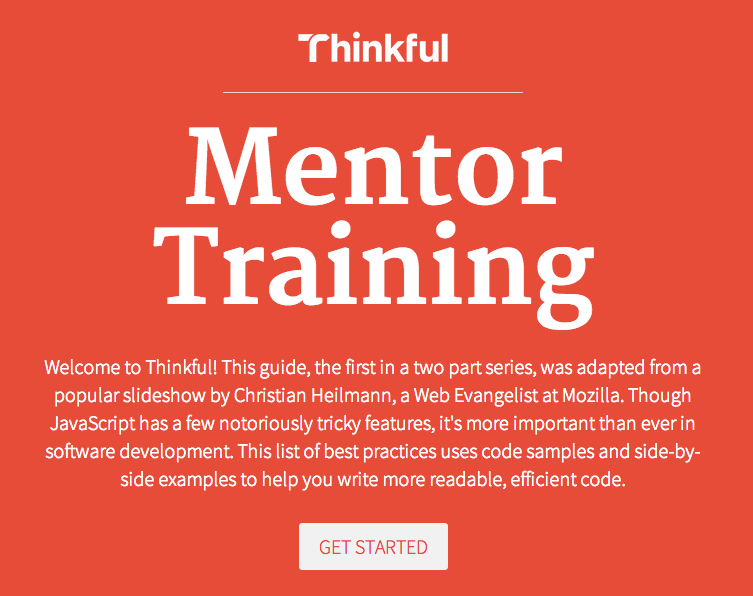 Thinkful
Mentor
Training
Welcome to Thinkful! This guide, the first in a two part series, was adapted from a
popular slideshow by Christian Heilmann, a Web Evangelist at Mozilla. Though
JavaScript has a few notoriously tricky features, it's more important than ever in
software development. This list of best practices uses code samples and side-by-
side examples to help you write more readable, efficient code.
GET STARTED